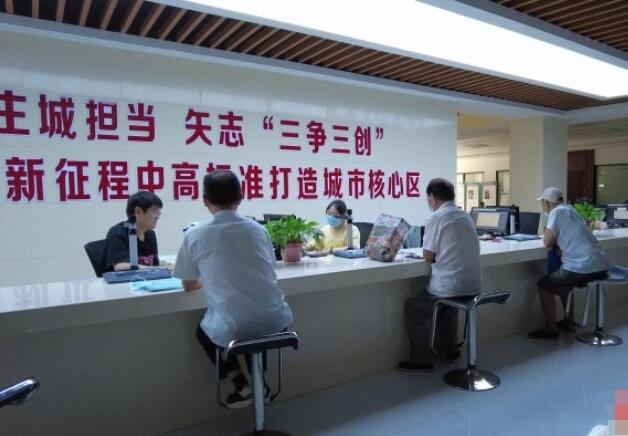 主城担当 矢志“三争三创”
新征程中高标准打造城市核心区